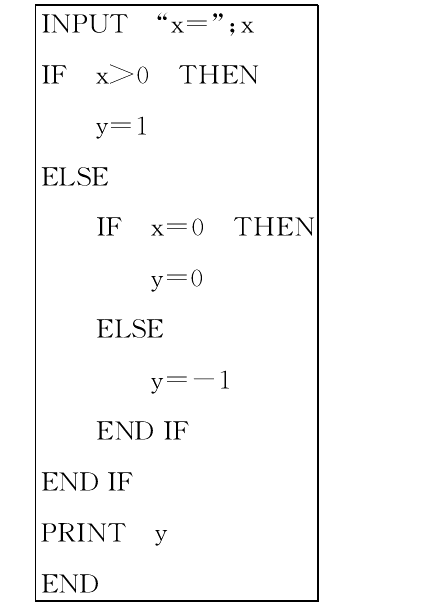 INPUT “x=”;x
IF x>0 THEN
y=1
ELSE
IF x=0 THEN
y=0
ELSE
y=-1
END IF
END IF
PRINT y
END